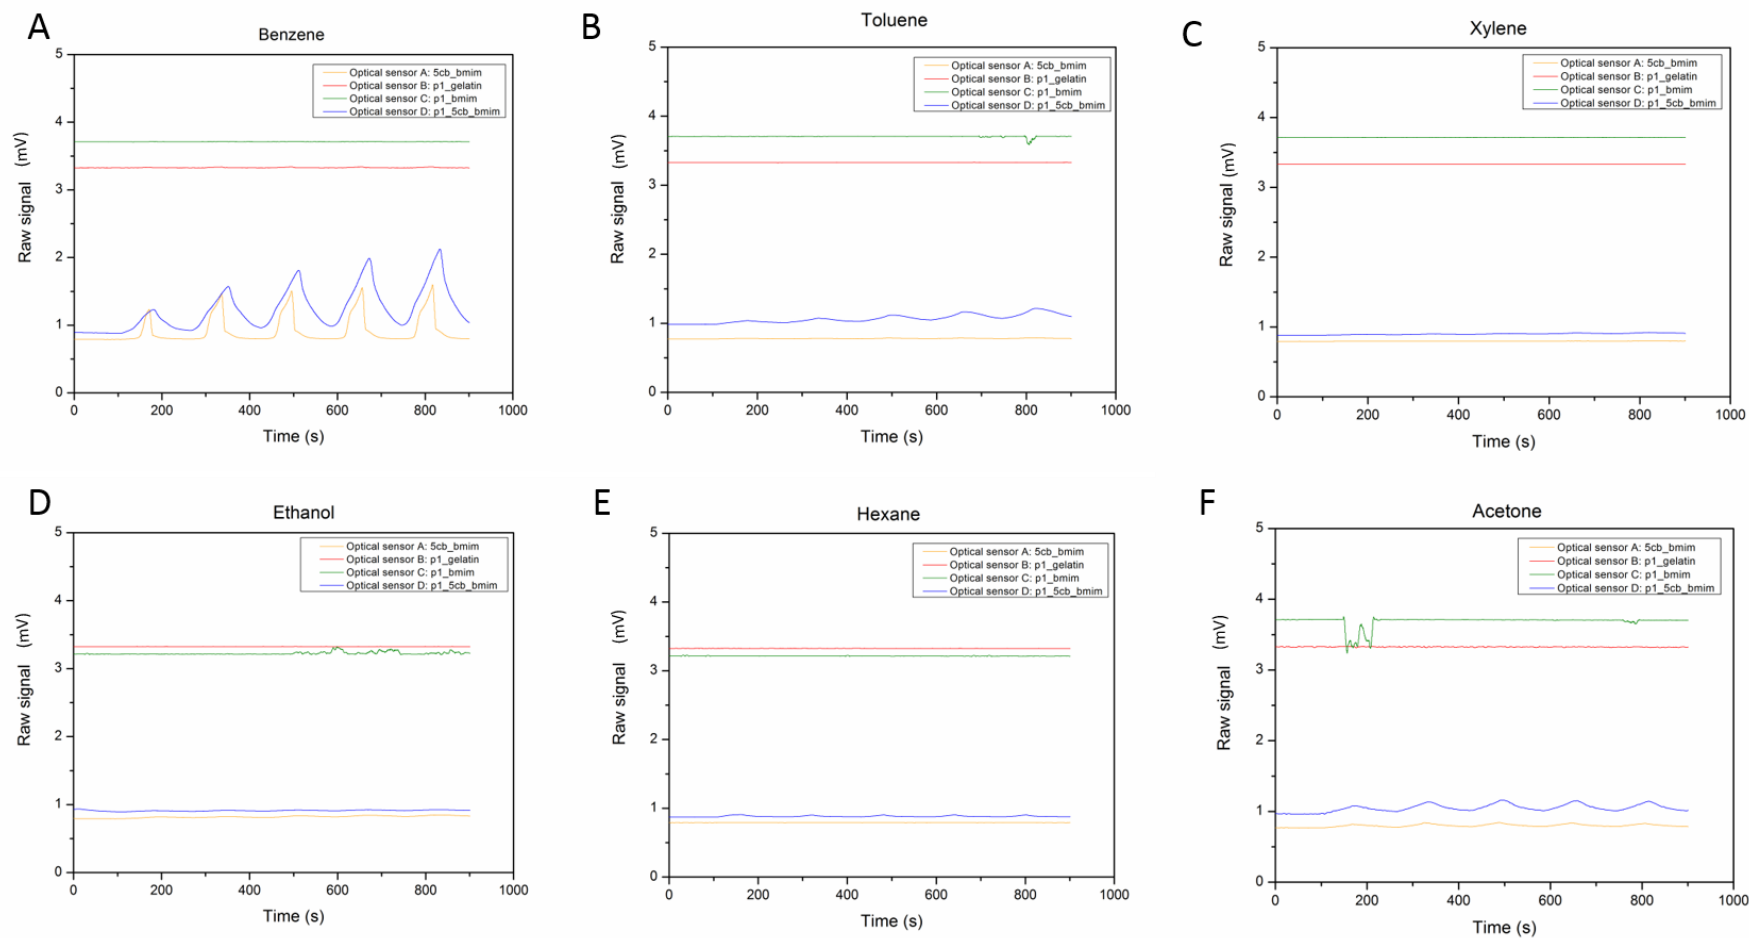 A
Benzene
Optical sensor A: 5cb_bmim
Optical sensor B: p1_gelatin
Optical sensor C: p1_bmim
Optical sensor D: p1_5cb_bmim
Raw signal (mV)
5
4
3
2
1
0
0 200 400 600 800 1000
Time (s)
B
Toluene
Optical sensor A: 5cb_bmim
Optical sensor B: p1_gelatin
Optical sensor C: p1_bmim
Optical sensor D: p1_5cb_bmim
Raw signal (mV)
5
4
3
2
1
0
0 200 400 600 800 1000
Time (s)
C
Xylene
Optical sensor A: 5cb_bmim
Optical sensor B: p1_gelatin
Optical sensor C: p1_bmim
Optical sensor D: p1_5cb_bmim
Raw signal (mV)
5
4
3
2
1
0
0 200 400 600 800 1000
Time (s)
D
Ethanol
Optical sensor A: 5cb_bmim
Optical sensor B: p1_gelatin
Optical sensor C: p1_bmim
Optical sensor D: p1_5cb_bmim
Raw signal (mV)
5
4
3
2
1
0
0 200 400 600 800 1000
Time (s)
E
Hexane
Optical sensor A: 5cb_bmim
Optical sensor B: p1_gelatin
Optical sensor C: p1_bmim
Optical sensor D: p1_5cb_bmim
Raw signal (mV)
5
4
3
2
1
0
0 200 400 600 800 1000
Time (s)
F
Acetone
Optical sensor A: 5cb_bmim
Optical sensor B: p1_gelatin
Optical sensor C: p1_bmim
Optical sensor D: p1_5cb_bmim
Raw signal (mV)
5
4
3
2
1
0
0 200 400 600 800 1000
Time (s)